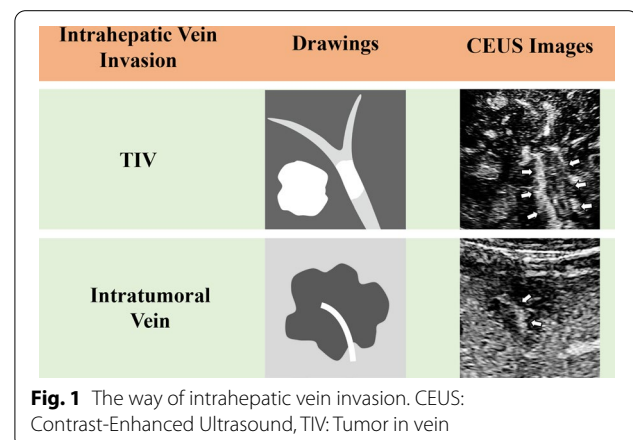 Intrahepatic Vein Invasion Drawings CEUS Images
TIV
Intratumoral
Vein
Fig. 1 The way of intrahepatic vein invasion. CEUS:
Contrast-Enhanced Ultrasound, TIV: Tumor in vein